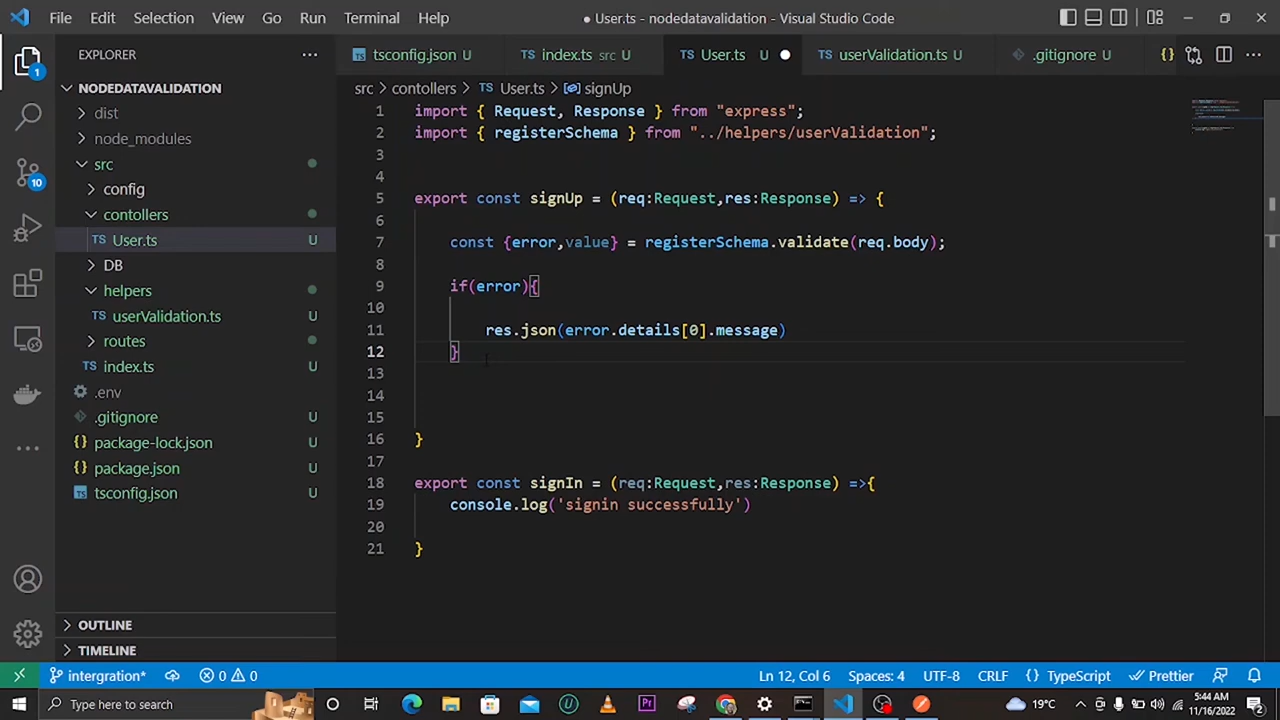 File Edit Selection View Go Run Terminal Help
● User.ts - nodedatavalidation - Visual Studio Code
EXPLORER
tsconfig.json U
index.ts src U
User.ts U
userValidation.ts U
.gitignore U
src > contollers > User.ts > signUp
NODEDATAVALIDATION
dist
node_modules
src
config
contollers
User.ts U
DB
helpers
userValidation.ts U
routes
index.ts U
.env
.gitignore U
package-lock.json U
package.json U
tsconfig.json U
OUTLINE
TIMELINE
1
10
1 import { Request, Response } from "express";
2 import { registerSchema } from "../helpers/userValidation";
3
4
5 export const signUp = (req:Request,res:Response) => {
6
7 const {error,value} = registerSchema.validate(req.body);
8
9 if(error){
10
11 res.json(error.details[0].message)
12 }
13
14
15
16 }
17
18 export const signIn = (req:Request,res:Response) =>{
19 console.log('signin successfully')
20
21 }
intergration* 0 0 Ln 12, Col 6 Spaces: 4 UTF-8 CRLF {} TypeScript Prettier
Type here to search
19°C
5:44 AM
11/16/2022
2